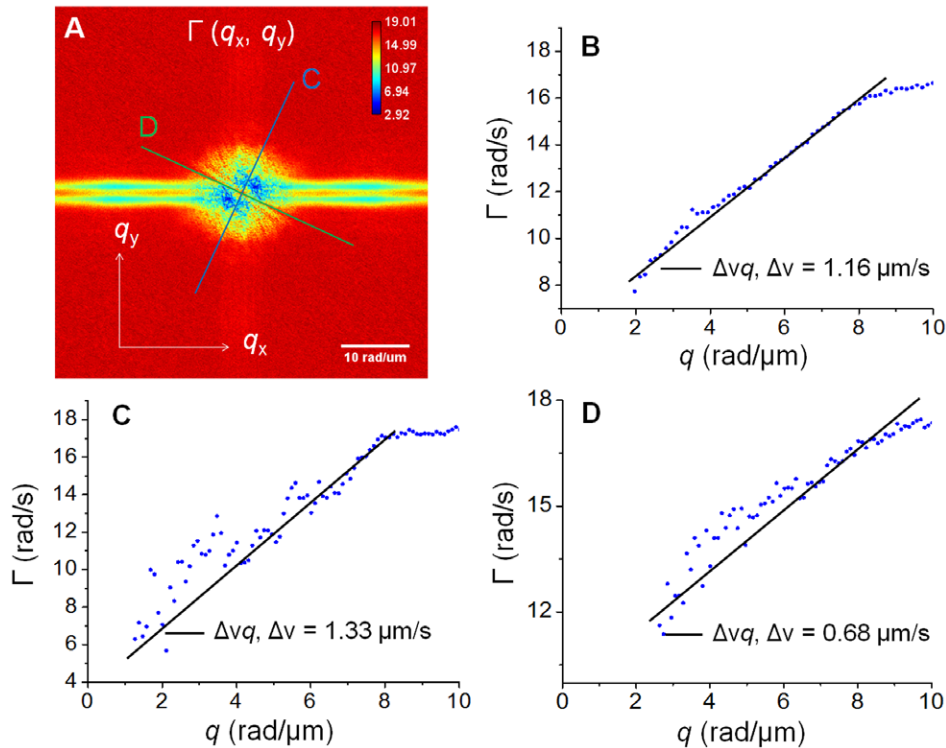 A
Γ (qx, qy)
19.01
14.99
10.97
6.94
2.92
C
D
qy
qx
10 rad/um
B
18
16
14
12
10
8
Γ (rad/s)
Δvq, Δv = 1.16 µm/s
0 2 4 6 8 10
q (rad/µm)
C
18
16
14
12
10
8
6
4
Γ (rad/s)
Δvq, Δv = 1.33 µm/s
0 2 4 6 8 10
q (rad/µm)
D
18
15
12
Γ (rad/s)
Δvq, Δv = 0.68 µm/s
0 2 4 6 8 10
q (rad/µm)